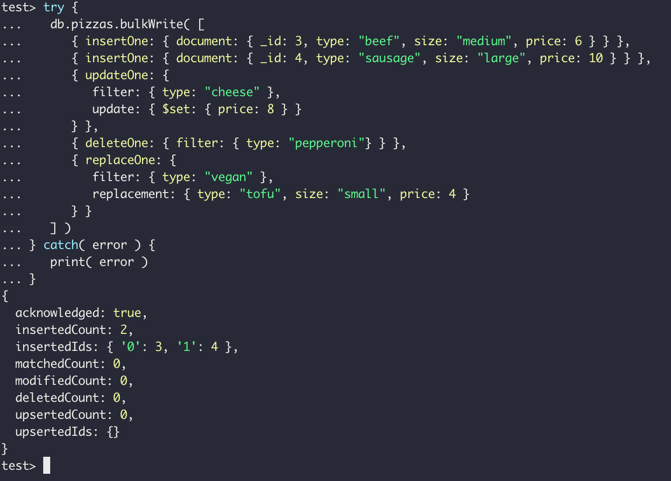 test> try {
...    db.pizzas.bulkWrite( [
...       { insertOne: { document: { _id: 3, type: "beef", size: "medium", price: 6 } } },
...       { insertOne: { document: { _id: 4, type: "sausage", size: "large", price: 10 } } },
...       { updateOne: {
...          filter: { type: "cheese" },
...          update: { $set: { price: 8 } }
...       } },
...       { deleteOne: { filter: { type: "pepperoni"} } },
...       { replaceOne: {
...          filter: { type: "vegan" },
...          replacement: { type: "tofu", size: "small", price: 4 }
...       } }
...    ] )
... } catch( error ) {
...    print( error )
... }
{
  acknowledged: true,
  insertedCount: 2,
  insertedIds: { '0': 3, '1': 4 },
  matchedCount: 0,
  modifiedCount: 0,
  deletedCount: 0,
  upsertedCount: 0,
  upsertedIds: {}
}
test>